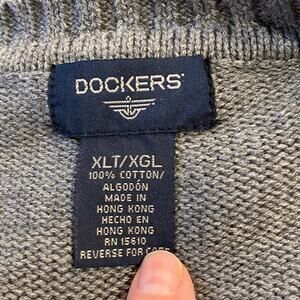 DOCKERS
XLT/XGL
100% COTTON/
ALGODÓN
MADE IN
HONG KONG
HECHO EN
HONG KONG
RN 15610
REVERSE FOR CARE